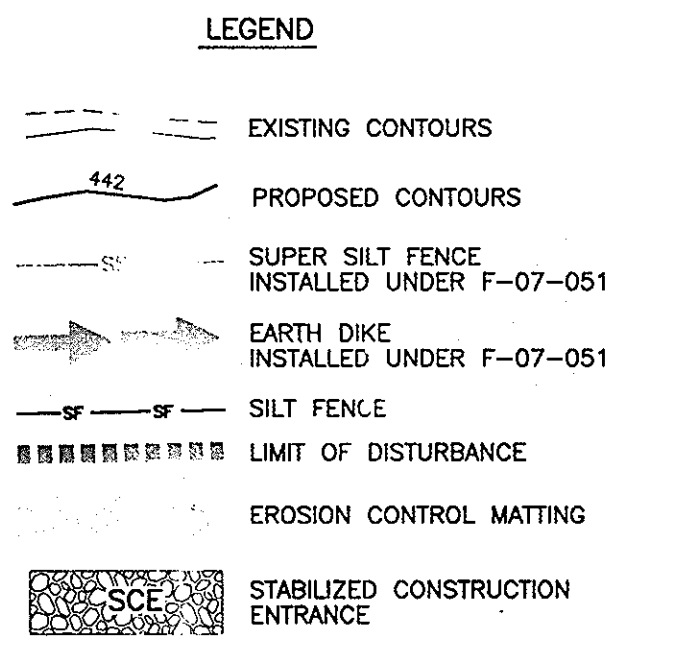 LEGEND
EXISTING CONTOURS
442 PROPOSED CONTOURS
SUPER SILT FENCE
INSTALLED UNDER F-07-051
EARTH DIKE
INSTALLED UNDER F-07-051
SF SF SILT FENCE
LIMIT OF DISTURBANCE
EROSION CONTROL MATTING
SCE STABILIZED CONSTRUCTION
ENTRANCE